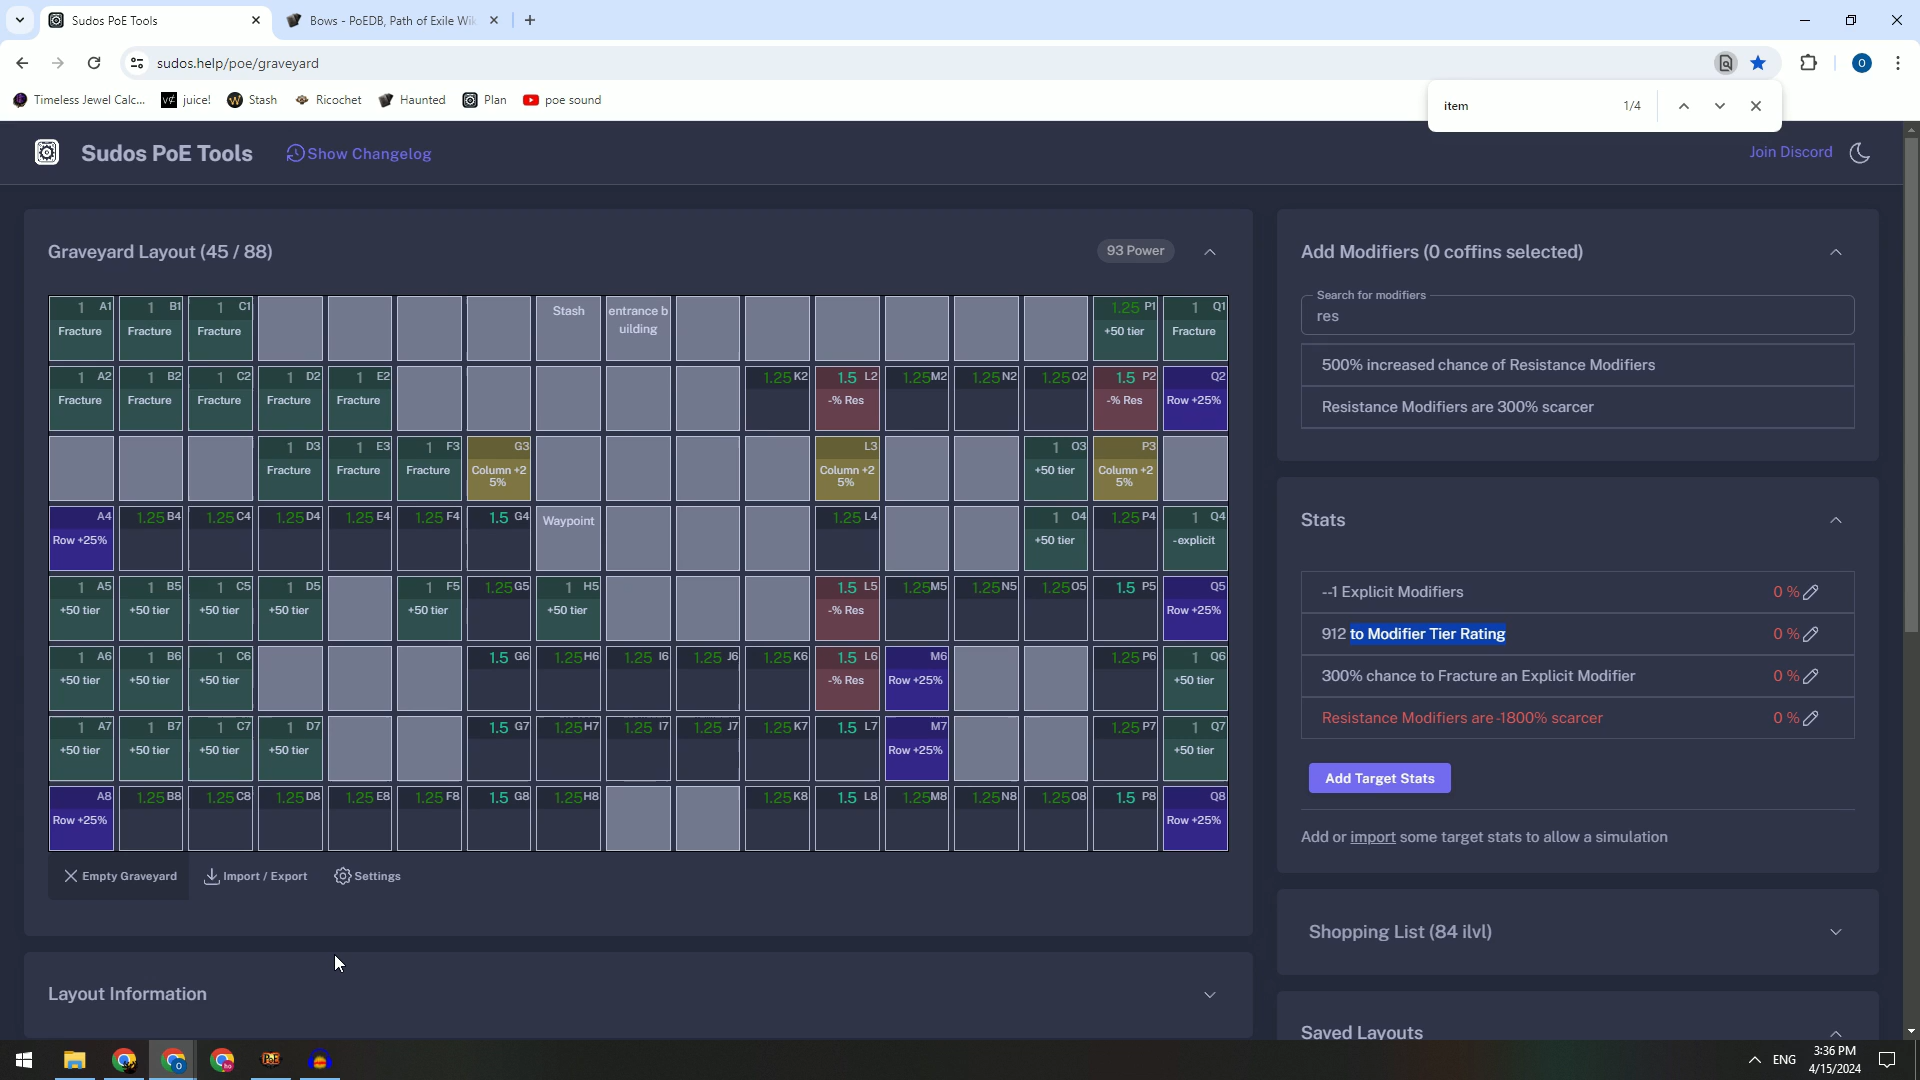 Sudos PoE Tools
Bows - PoEDB, Path of Exile Wik
sudos.help/poe/graveyard
O
Timeless Jewel Calc...
juice!
Stash
Ricochet
Haunted
Plan
poe sound
item
1/4
Sudos PoE Tools
Show Changelog
Join Discord
Graveyard Layout (45 / 88)
93 Power
1 A1 1 B1 1 C1 Stash entrance b 1.25 P1 1 Q1
Fracture Fracture Fracture uilding +50 tier Fracture
1 A2 1 B2 1 C2 1 D2 1 E2 1.25 K2 1.5 L2 1.25 M2 1.25 N2 1.25 O2 1.5 P2 Q2
Fracture Fracture Fracture Fracture Fracture -% Res -% Res Row +25%
1 D3 1 E3 1 F3 G3 L3 1 O3 P3
Fracture Fracture Fracture Column +2 Column +2 +50 tier Column +2
5% 5% 5%
A4 1.25 B4 1.25 C4 1.25 D4 1.25 E4 1.25 F4 1.5 G4 Waypoint 1.25 L4 1 O4 1.25 P4 1 Q4
Row +25% +50 tier -explicit
1 A5 1 B5 1 C5 1 D5 1 F5 1.25 G5 1 H5 1.5 L5 1.25 M5 1.25 N5 1.25 O5 1.5 P5 Q5
+50 tier +50 tier +50 tier +50 tier +50 tier +50 tier -% Res Row +25%
1 A6 1 B6 1 C6 1.5 G6 1.25 H6 1.25 I6 1.25 J6 1.25 K6 1.5 L6 M6 1.25 P6 1 Q6
+50 tier +50 tier +50 tier -% Res Row +25% +50 tier
1 A7 1 B7 1 C7 1 D7 1.5 G7 1.25 H7 1.25 I7 1.25 J7 1.25 K7 1.5 L7 M7 1.25 P7 1 Q7
+50 tier +50 tier +50 tier +50 tier Row +25% +50 tier
A8 1.25 B8 1.25 C8 1.25 D8 1.25 E8 1.25 F8 1.5 G8 1.25 H8 1.25 K8 1.5 L8 1.25 M8 1.25 N8 1.25 O8 1.5 P8 Q8
Row +25% Row +25%
Empty Graveyard
Import / Export
Settings
Layout Information
Add Modifiers (0 coffins selected)
Search for modifiers
res
500% increased chance of Resistance Modifiers
Resistance Modifiers are 300% scarcer
Stats
--1 Explicit Modifiers 0 %
912 to Modifier Tier Rating 0 %
300% chance to Fracture an Explicit Modifier 0 %
Resistance Modifiers are -1800% scarcer 0 %
Add Target Stats
Add or import some target stats to allow a simulation
Shopping List (84 ilvl)
Saved Layouts
ENG
3:36 PM
4/15/2024